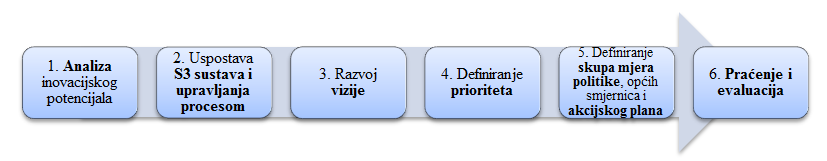 1. Analiza
inovacijskog
potencijala
2. Uspostava
S3 sustava i
upravljanja
procesom
3. Razvoj
vizije
4. Definiranje
prioriteta
5. Definiranje
skupa mjera
politike, općih
smjernica i
akcijskog plana
6. Praćenje i
evaluacija